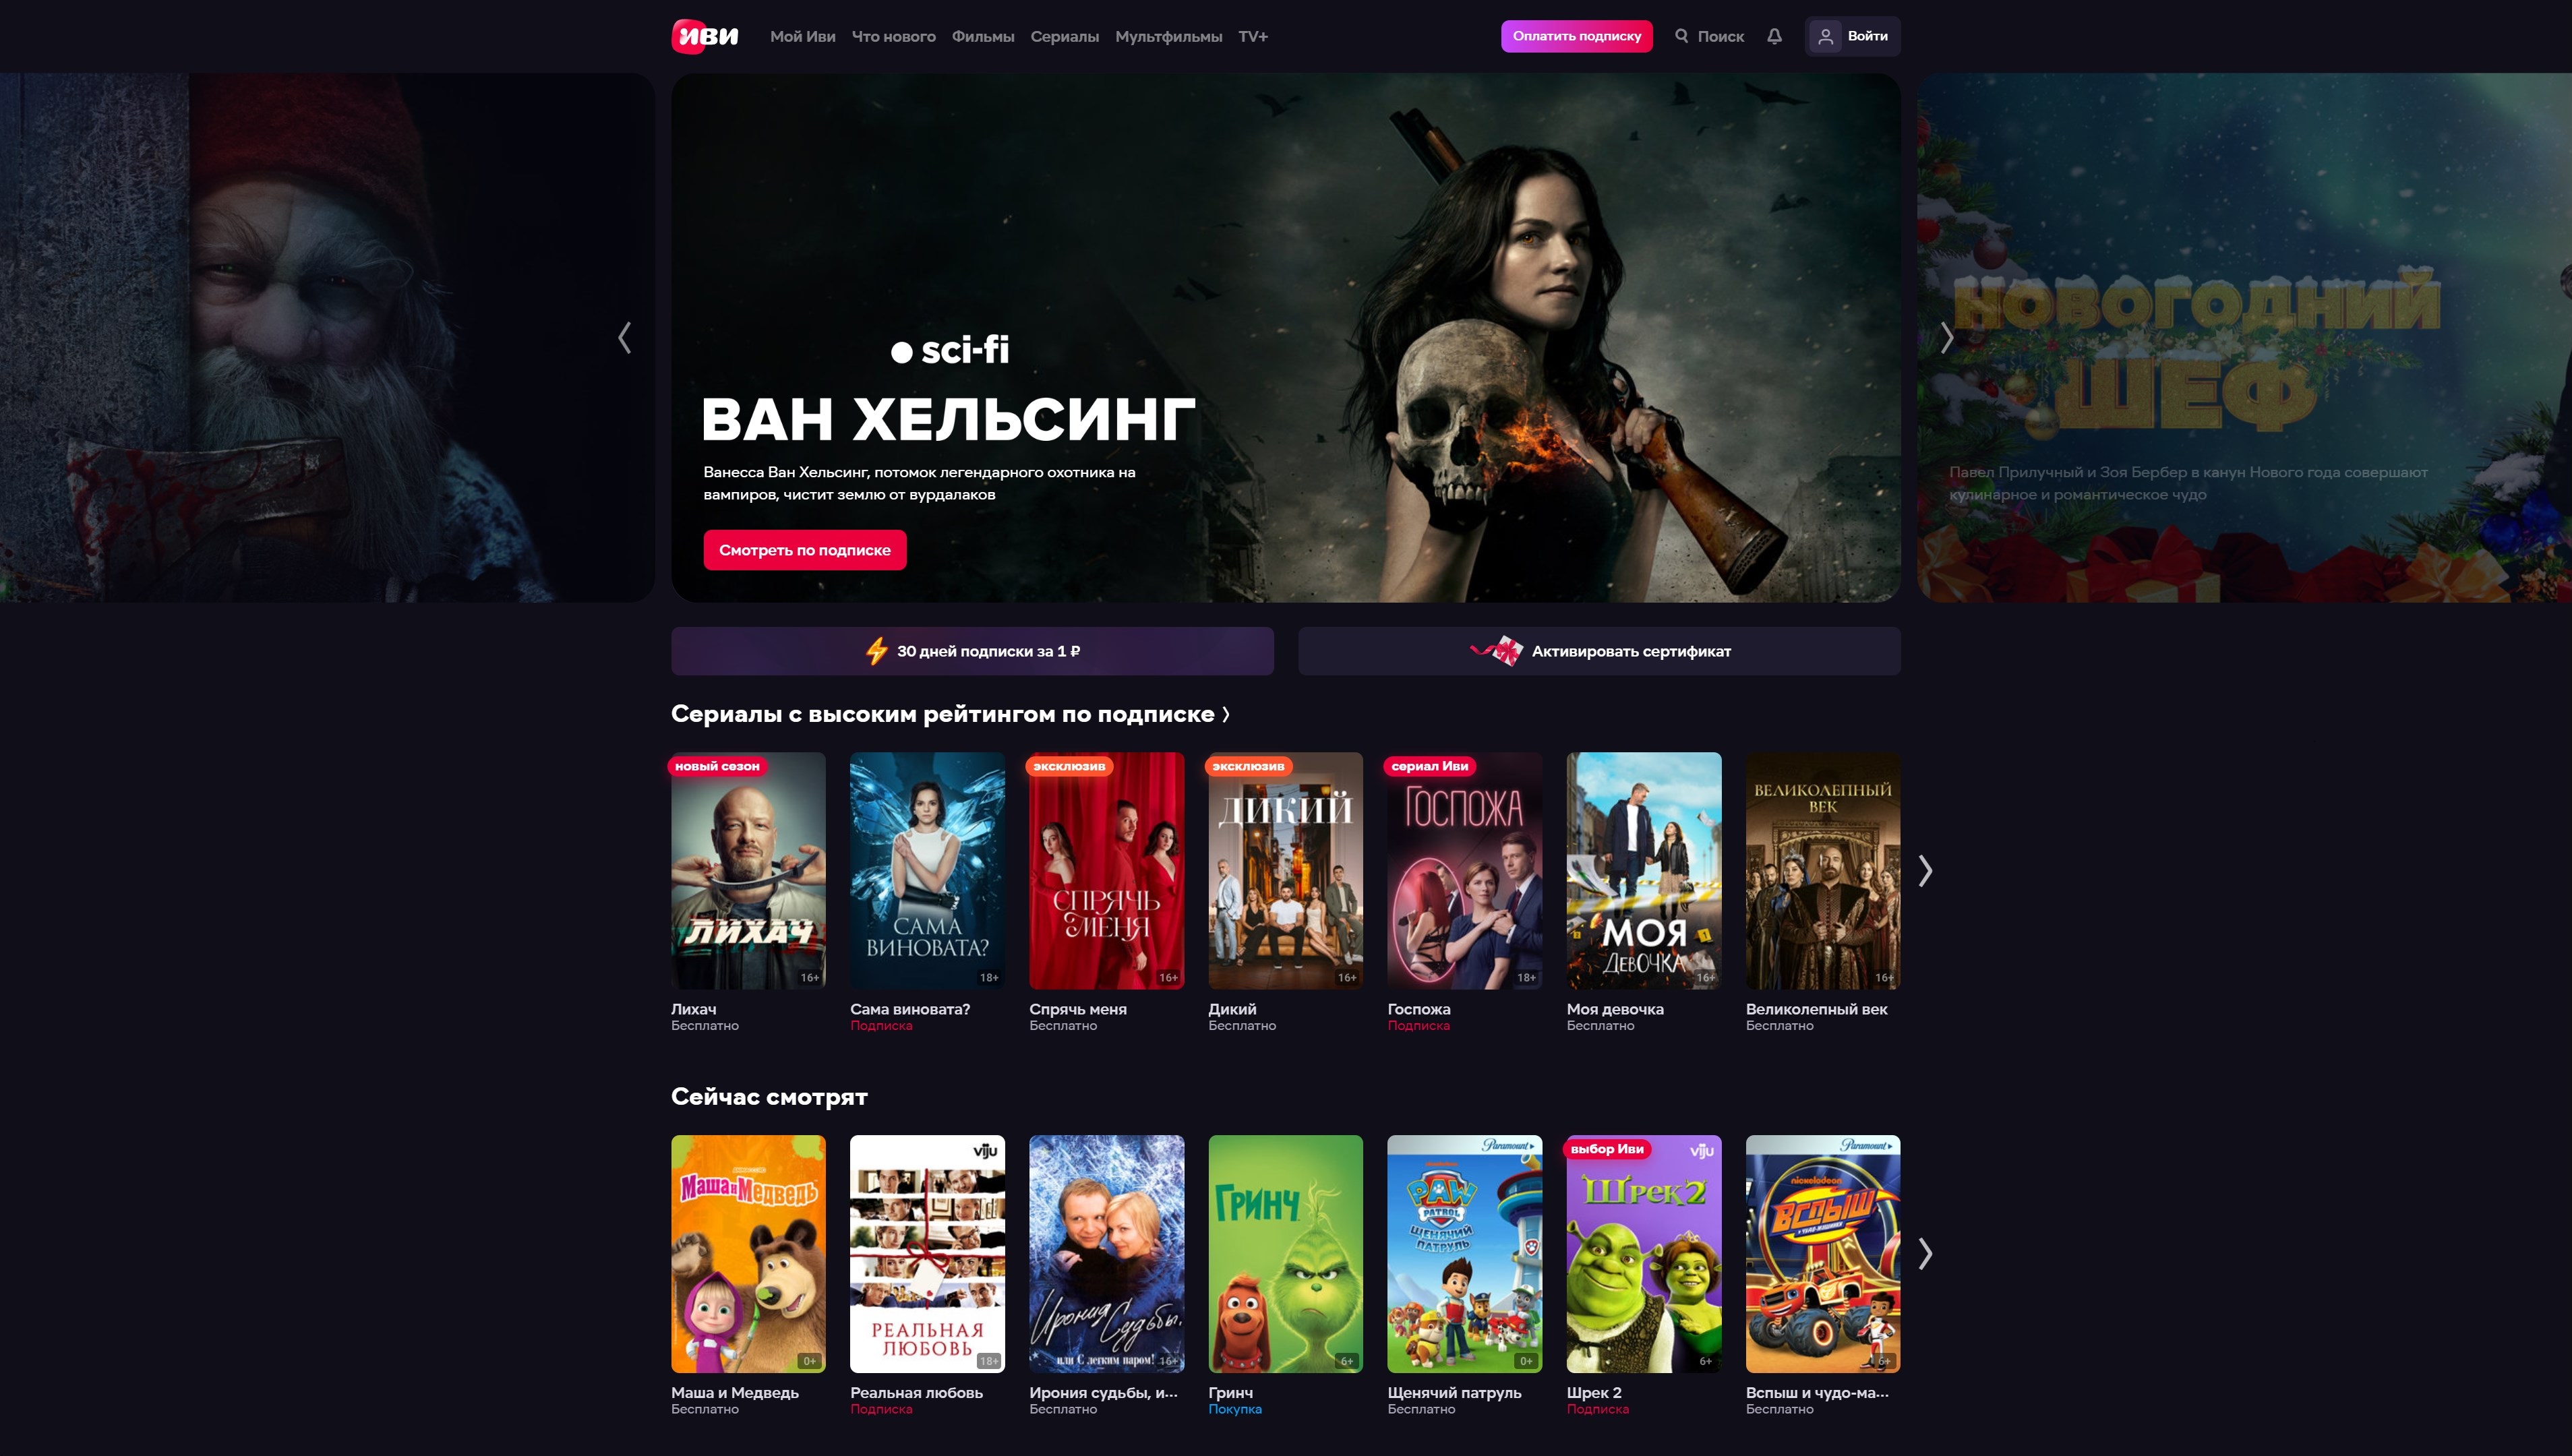 иви
Мой Иви
Что нового
Фильмы
Сериалы
Мультфильмы
TV+
Оплатить подписку
Поиск
Войти
sci-fi
ВАН ХЕЛЬСИНГ
Ванесса Ван Хельсинг, потомок легендарного охотника на
вампиров, чистит землю от вурдалаков
Смотреть по подписке
НОВОГОДНИЙ
ШЕФ
Павел Прилучный и Зоя Бербер в канун Нового года совершают
кулинарное и романтическое чудо
30 дней подписки за 1 ₽
Активировать сертификат
Сериалы с высоким рейтингом по подписке
новый сезон
ЛИХАЧ
16+
Лихач
Бесплатно
САМА
ВИНОВАТА?
18+
Сама виновата?
Подписка
эксклюзив
СПРЯЧЬ
МЕНЯ
16+
Спрячь меня
Бесплатно
эксклюзив
ДИКИЙ
16+
Дикий
Бесплатно
сериал Иви
ГОСПОЖА
18+
Госпожа
Подписка
МОЯ
ДЕВОЧКА
16+
Моя девочка
Бесплатно
ВЕЛИКОЛЕПНЫЙ
ВЕК
16+
Великолепный век
Бесплатно
Сейчас смотрят
Маша и Медведь
0+
Маша и Медведь
Бесплатно
viju
РЕАЛЬНАЯ
ЛЮБОВЬ
18+
Реальная любовь
Подписка
Ирония Судьбы,
или С легким паром!
16+
Ирония судьбы, и...
Бесплатно
ГРИНЧ
6+
Гринч
Покупка
Paramount
PAW
PATROL
ЩЕНЯЧИЙ
ПАТРУЛЬ
0+
Щенячий патруль
Бесплатно
выбор Иви
viju
Шрек 2
6+
Шрек 2
Подписка
Paramount
nickelodeon
ВСПЫШ
6+
Вспыш и чудо-ма...
Бесплатно